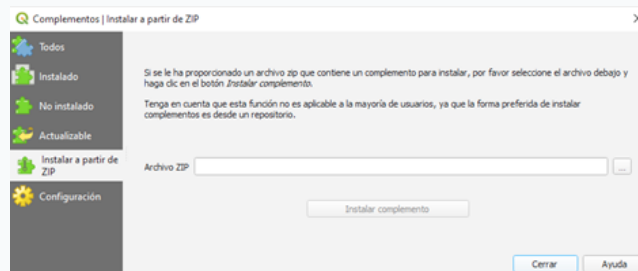 Complementos | Instalar a partir de ZIP
Todos
Instalado
No instalado
Actualizable
Instalar a partir de
ZIP
Configuración
Si se le ha proporcionado un archivo zip que contiene un complemento para instalar, por favor seleccione el archivo debajo y
haga clic en el botón Instalar complemento.
Tenga en cuenta que esta función no es aplicable a la mayoría de usuarios, ya que la forma preferida de instalar
complementos es desde un repositorio.
Archivo ZIP
...
Instalar complemento
Cerrar
Ayuda